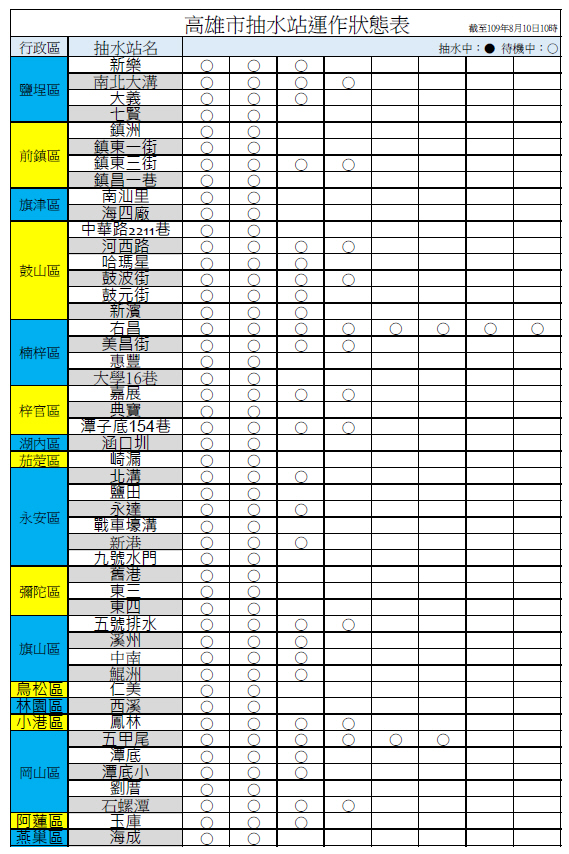 高雄市抽水站運作狀態表
截至109年8月10日10時
行政區 抽水站名 抽水中：● 待機中：○
鹽埕區 新樂 ○ ○ ○
南北大溝 ○ ○ ○ ○
大義 ○ ○ ○
七賢 ○ ○
前鎮區 鎮洲 ○ ○
鎮東一街 ○ ○
鎮東三街 ○ ○ ○ ○
鎮昌一巷 ○ ○
旗津區 南汕里 ○ ○
海四廠 ○ ○
鼓山區 中華路2211巷 ○ ○
河西路 ○ ○ ○ ○
哈瑪星 ○ ○ ○
鼓波街 ○ ○ ○ ○
鼓元街 ○ ○ ○
新濱 ○ ○ ○
楠梓區 右昌 ○ ○ ○ ○ ○ ○ ○ ○
美昌街 ○ ○ ○ ○
惠豐 ○ ○
大學16巷 ○ ○
梓官區 嘉展 ○ ○ ○ ○
典寶 ○ ○
潭子底154巷 ○ ○ ○ ○
湖內區 涵口圳 ○ ○
茄萣區 崎漏 ○ ○
永安區 北溝 ○ ○ ○
鹽田 ○ ○
永達 ○ ○ ○
戰車壕溝 ○ ○
新港 ○ ○ ○
九號水門 ○ ○
彌陀區 舊港 ○ ○
東三 ○ ○
東四 ○ ○
旗山區 五號排水 ○ ○ ○ ○
溪州 ○ ○ ○
中南 ○ ○ ○
鯤洲 ○ ○ ○
鳥松區 仁美 ○ ○
林園區 西溪 ○ ○
小港區 鳳林 ○ ○ ○ ○
岡山區 五甲尾 ○ ○ ○ ○ ○ ○
潭底 ○ ○ ○
潭底小 ○ ○ ○
劉厝 ○ ○
石螺潭 ○ ○ ○ ○
阿蓮區 玉庫 ○ ○ ○
燕巢區 海成 ○ ○